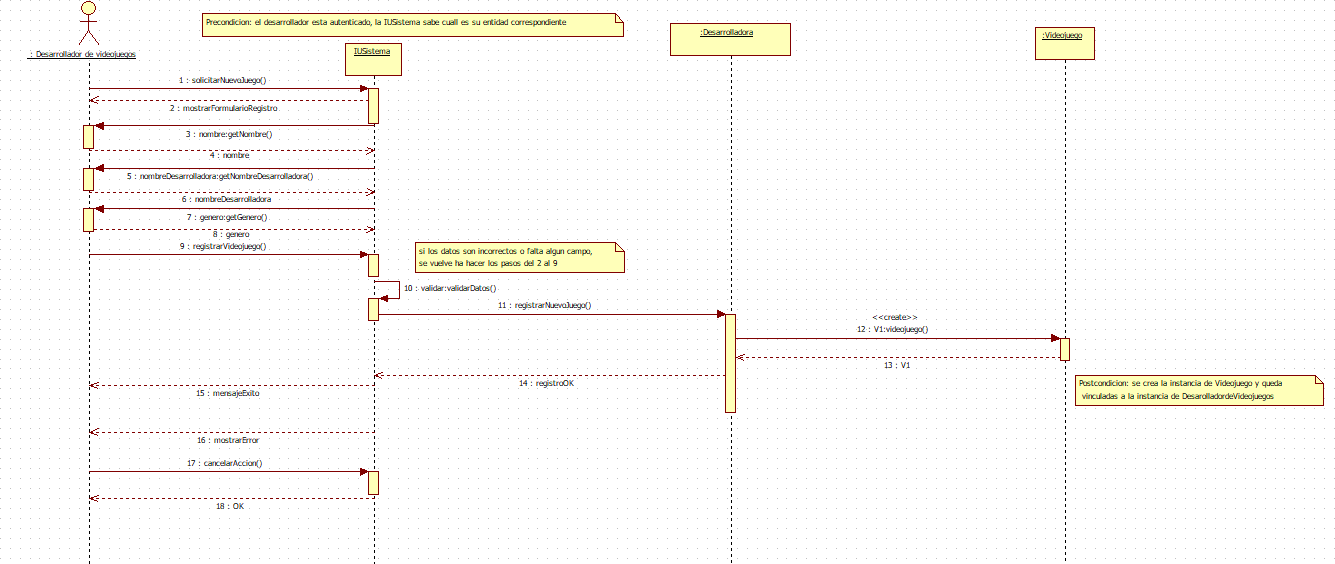 Precondicion: el desarrollador esta autenticado, la IUSistema sabe cuall es su entidad correspondiente
: Desarrollador de videojuegos
IUSistema
:Desarrolladora
:Videojuego
1 : solicitarNuevoJuego()
2 : mostrarFormularioRegistro
3 : nombre:getNombre()
4 : nombre
5 : nombreDesarrolladora:getNombreDesarrolladora()
6 : nombreDesarrolladora
7 : genero:getGenero()
8 : genero
9 : registrarVideojuego()
si los datos son incorrectos o falta algun campo,
se vuelve ha hacer los pasos del 2 al 9
10 : validar:validarDatos()
11 : registrarNuevoJuego()
<<create>>
12 : V1:videojuego()
13 : V1
14 : registroOK
15 : mensajeExito
Postcondicion: se crea la instancia de Videojuego y queda
vinculadas a la instancia de DesarolladordeVideojuegos
16 : mostrarError
17 : cancelarAccion()
18 : OK